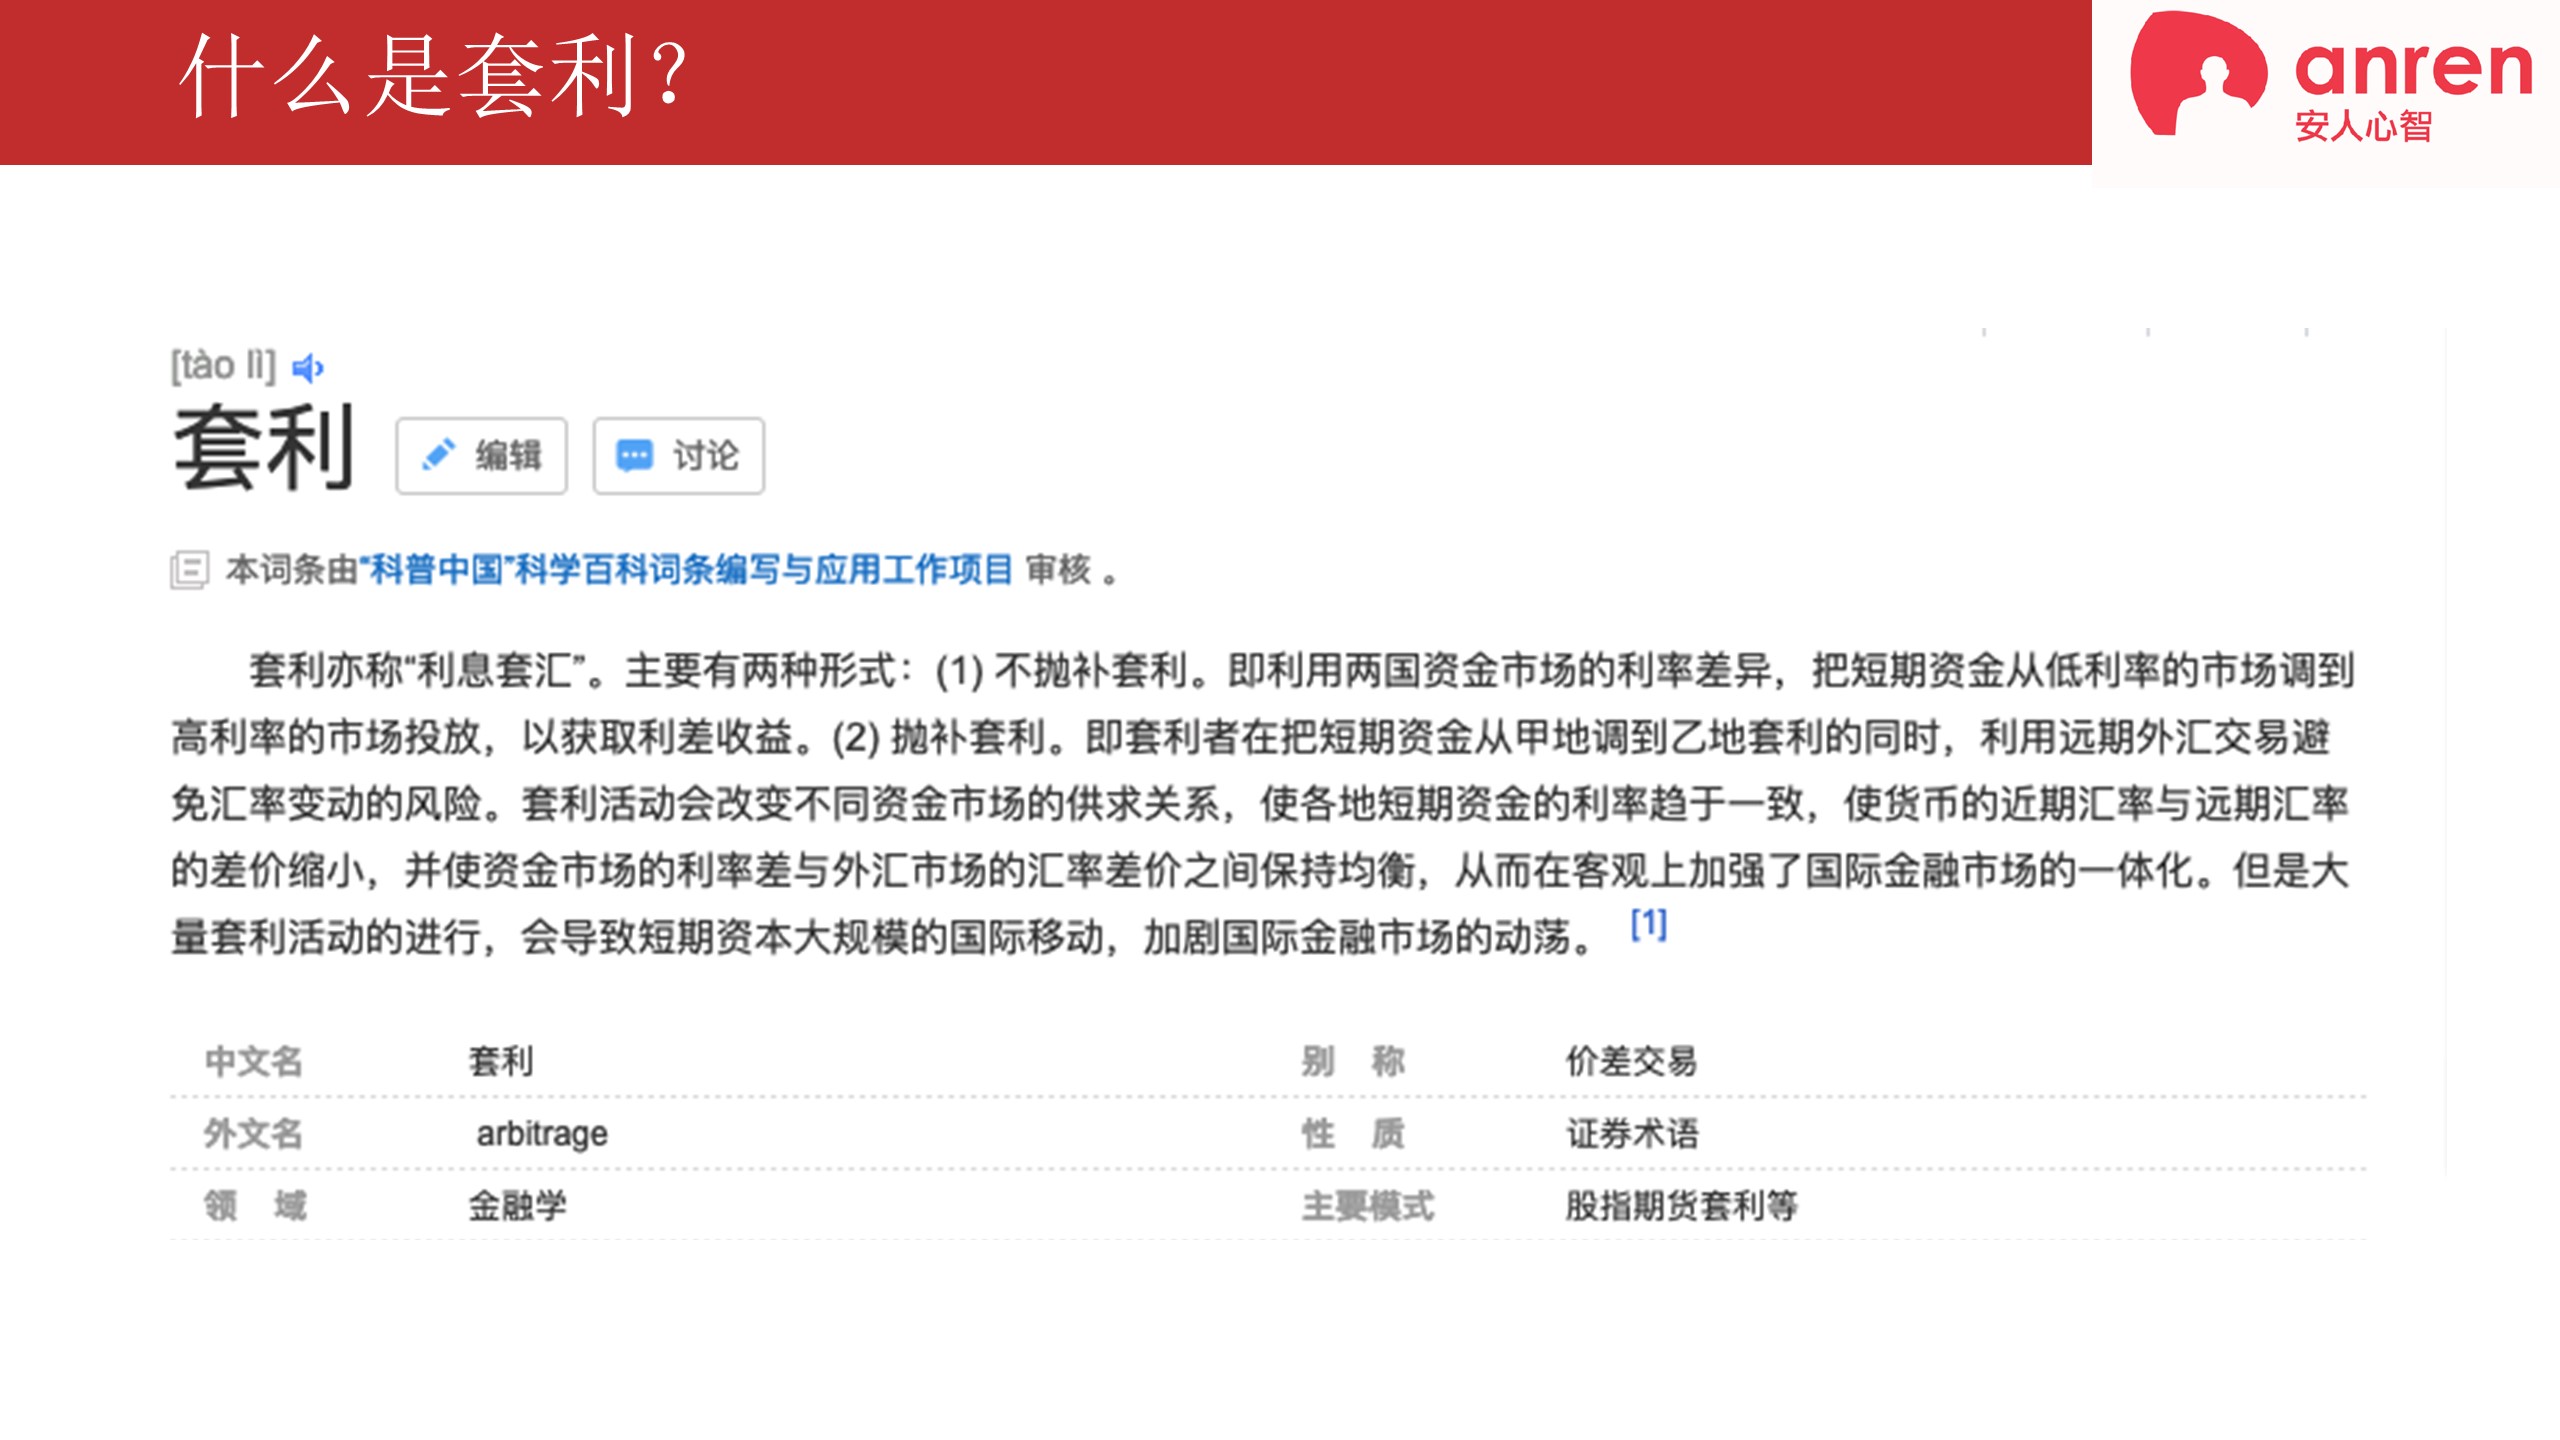 什么是套利？
anren
安人心智
[tào lì]
套利 编辑 讨论
本词条由“科普中国”科学百科词条编写与应用工作项目 审核 。
套利亦称“利息套汇”。主要有两种形式：(1) 不抛补套利。即利用两国资金市场的利率差异，把短期资金从低利率的市场调到
高利率的市场投放，以获取利差收益。(2) 抛补套利。即套利者在把短期资金从甲地调到乙地套利的同时，利用远期外汇交易避
免汇率变动的风险。套利活动会改变不同资金市场的供求关系，使各地短期资金的利率趋于一致，使货币的近期汇率与远期汇率
的差价缩小，并使资金市场的利率差与外汇市场的汇率差价之间保持均衡，从而在客观上加强了国际金融市场的一体化。但是大
量套利活动的进行，会导致短期资本大规模的国际移动，加剧国际金融市场的动荡。 [1]
中文名 套利 别 称 价差交易
外文名 arbitrage 性 质 证券术语
领 域 金融学 主要模式 股指期货套利等